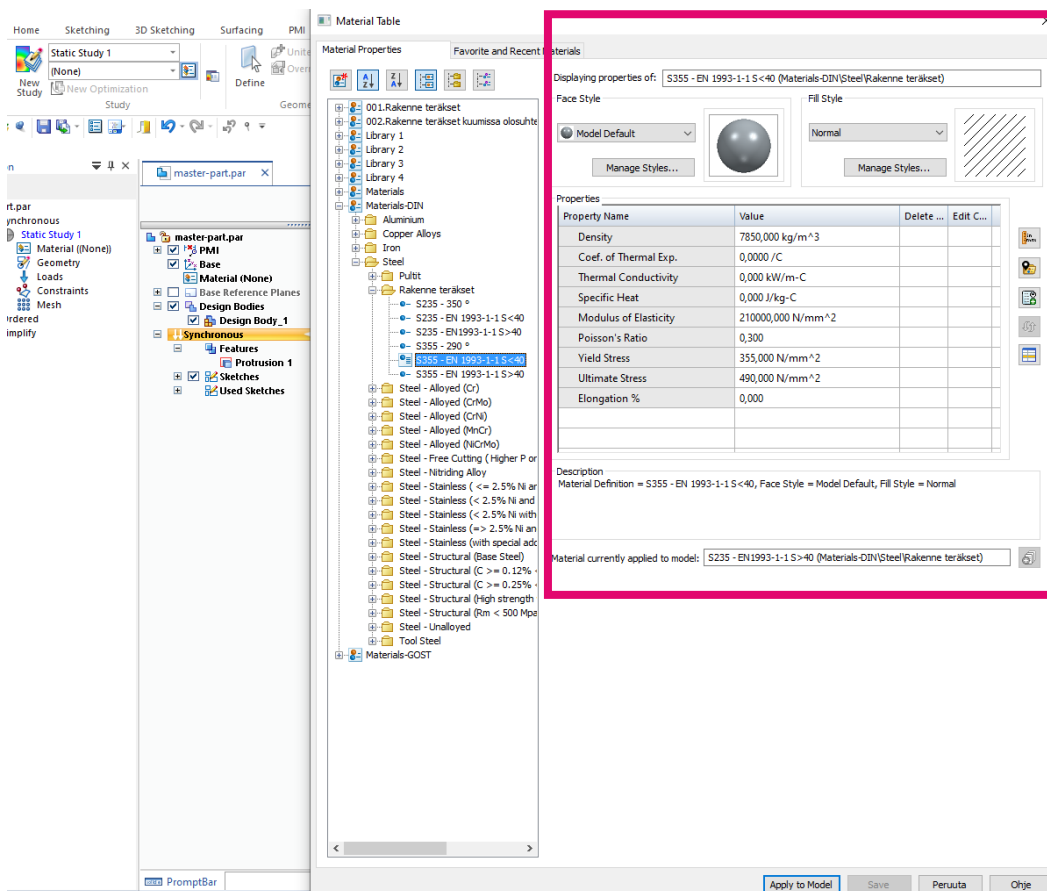 Home Sketching 3D Sketching Surfacing PMI
Static Study 1
(None)
New Study
New Optimization
Define
Study
master-part.par
rt.par
ynchronous
Static Study 1
Material ((None))
Geometry
Loads
Constraints
Mesh
rdered
implify
master-part.par
PMI
Base
Material (None)
Base Reference Planes
Design Bodies
Design Body_1
Synchronous
Features
Protrusion 1
Sketches
Used Sketches
PromptBar
Material Table
Material Properties Favorite and Recent Materials
001.Rakenne teräkset
002.Rakenne teräkset kuumissa olosuhte
Library 1
Library 2
Library 3
Library 4
Materials
Materials-DIN
Aluminium
Copper Alloys
Iron
Steel
Pultit
Rakenne teräkset
S235 - 350 °
S235 - EN 1993-1-1 S<40
S235 - EN1993-1-1 S>40
S355 - 290 °
S355 - EN 1993-1-1 S<40
S355 - EN 1993-1-1 S>40
Steel - Alloyed (Cr)
Steel - Alloyed (CrMo)
Steel - Alloyed (CrNi)
Steel - Alloyed (MnCr)
Steel - Alloyed (NiCrMo)
Steel - Free Cutting ( Higher P or
Steel - Nitriding Alloy
Steel - Stainless ( <= 2.5% Ni ar
Steel - Stainless (< 2.5% Ni and
Steel - Stainless (< 2.5% Ni with
Steel - Stainless (=> 2.5% Ni an
Steel - Stainless (with special add
Steel - Structural (Base Steel)
Steel - Structural (C >= 0.12% <
Steel - Structural (C >= 0.25% <
Steel - Structural (High strength
Steel - Structural (Rm < 500 Mpa
Steel - Unalloyed
Tool Steel
Materials-GOST
Displaying properties of: S355 - EN 1993-1-1 S<40 (Materials-DIN\Steel\Rakenne teräkset)
Face Style Fill Style
Model Default Normal
Manage Styles... Manage Styles...
Properties
Property Name Value Delete ... Edit C...
Density 7850,000 kg/m^3
Coef. of Thermal Exp. 0,0000 /C
Thermal Conductivity 0,000 kW/m-C
Specific Heat 0,000 J/kg-C
Modulus of Elasticity 210000,000 N/mm^2
Poisson's Ratio 0,300
Yield Stress 355,000 N/mm^2
Ultimate Stress 490,000 N/mm^2
Elongation % 0,000
Description
Material Definition = S355 - EN 1993-1-1 S<40, Face Style = Model Default, Fill Style = Normal
Material currently applied to model: S235 - EN1993-1-1 S>40 (Materials-DIN\Steel\Rakenne teräkset)
Apply to Model Save Peruuta Ohje